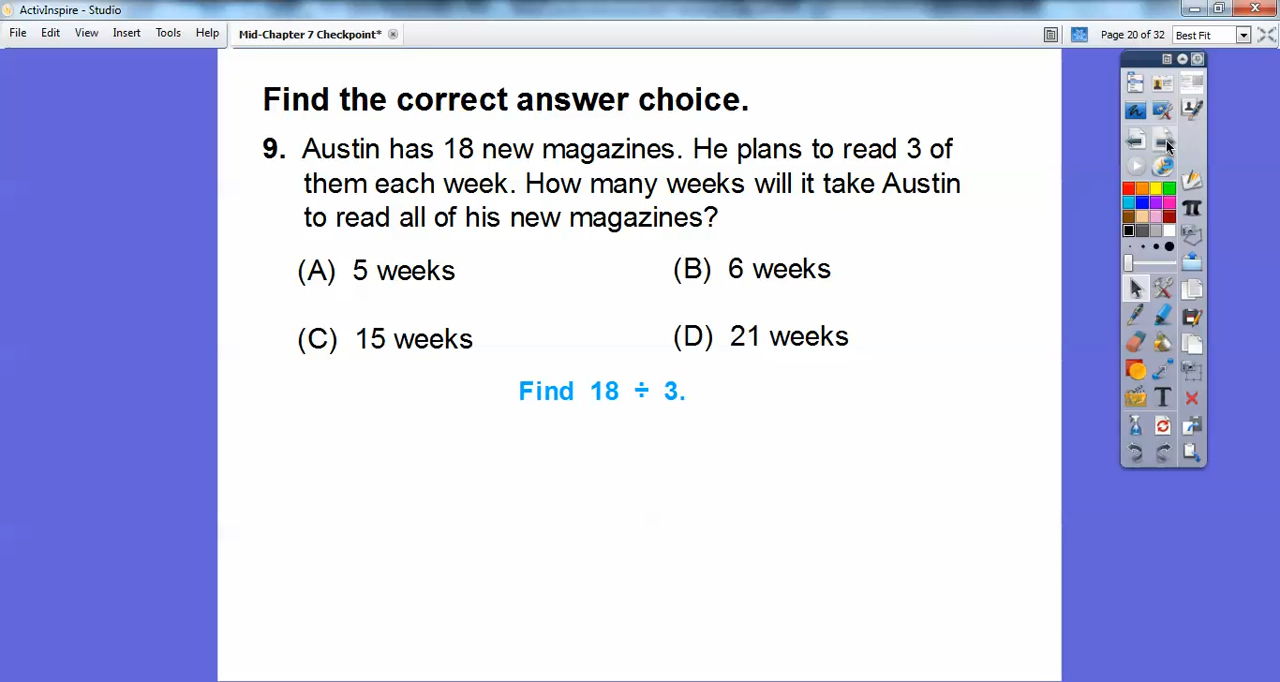 ActivInspire - Studio
File Edit View Insert Tools Help Mid-Chapter 7 Checkpoint* Page 20 of 32 Best Fit
Find the correct answer choice.
9. Austin has 18 new magazines. He plans to read 3 of
them each week. How many weeks will it take Austin
to read all of his new magazines?
(A) 5 weeks (B) 6 weeks
(C) 15 weeks (D) 21 weeks
Find 18 ÷ 3.